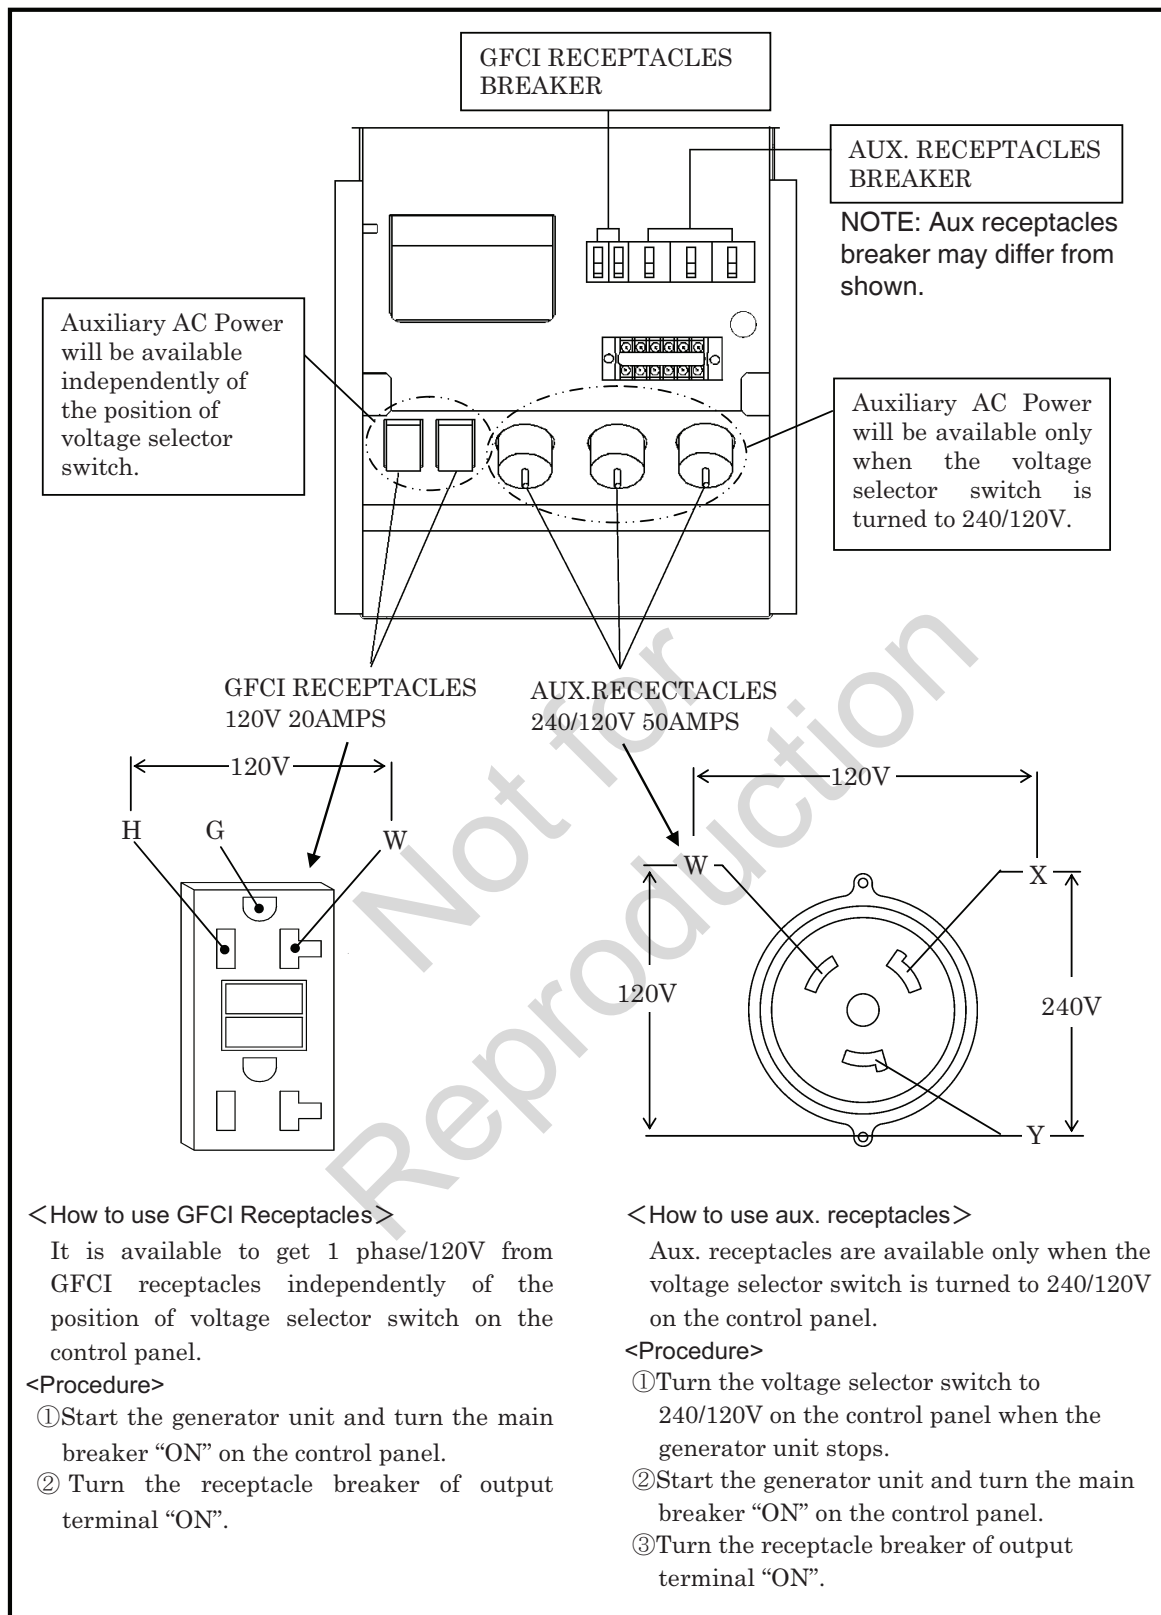 GFCI RECEPTACLES
BREAKER
AUX. RECEPTACLES
BREAKER
NOTE: Aux receptacles
breaker may differ from
shown.
Auxiliary AC Power
will be available
independently of
the position of
voltage selector
switch.
Auxiliary AC Power
will be available only
when the voltage
selector switch is
turned to 240/120V.
GFCI RECEPTACLES
120V 20AMPS
AUX.RECECTACLES
240/120V 50AMPS
120V
H
G
W
120V
W
X
120V
240V
Y
Not for
Reproduction
<How to use GFCI Receptacles>
It is available to get 1 phase/120V from
GFCI receptacles independently of the
position of voltage selector switch on the
control panel.
<Procedure>
①Start the generator unit and turn the main
breaker “ON” on the control panel.
② Turn the receptacle breaker of output
terminal “ON”.
<How to use aux. receptacles>
Aux. receptacles are available only when the
voltage selector switch is turned to 240/120V
on the control panel.
<Procedure>
①Turn the voltage selector switch to
240/120V on the control panel when the
generator unit stops.
②Start the generator unit and turn the main
breaker “ON” on the control panel.
③Turn the receptacle breaker of output
terminal “ON”.